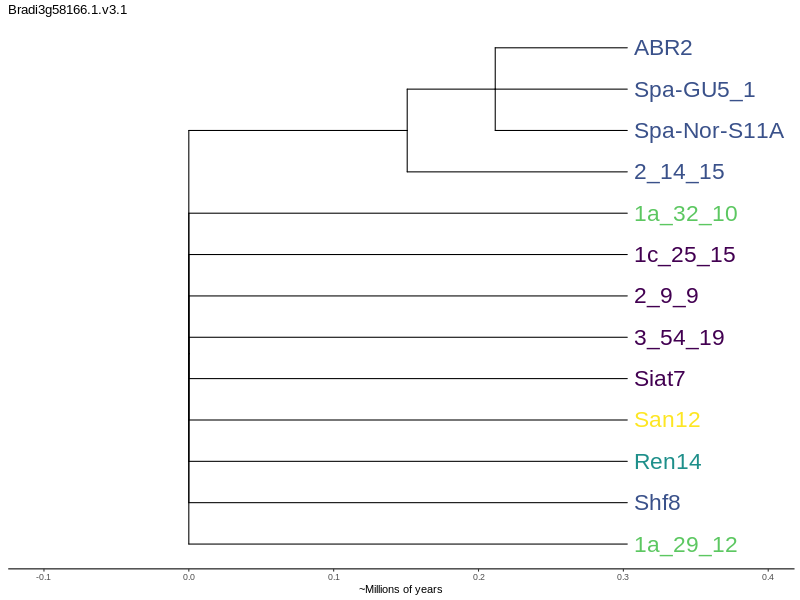 Bradi3g58166.1.v3.1
ABR2
Spa-GU5_1
Spa-Nor-S11A
2_14_15
1a_32_10
1c_25_15
2_9_9
3_54_19
Siat7
San12
Ren14
Shf8
1a_29_12
-0.1 0.0 0.1 0.2 0.3 0.4
~Millions of years